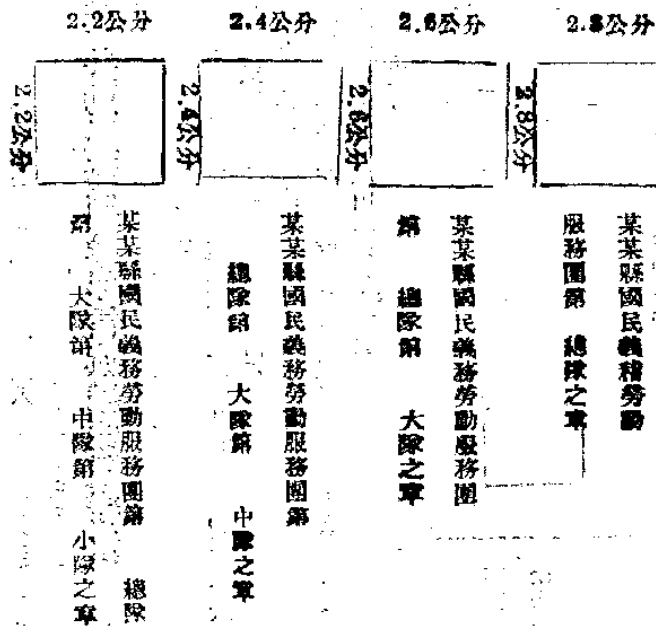 2.8公分
2.8公分
某某縣國民義務勞動
服務團第 總隊之章
2.6公分
2.6公分
某某縣國民義務勞動服務團
第 總隊第 大隊之章
2.4公分
2.4公分
某某縣國民義務勞動服務團第
總隊第 大隊第 中隊之章
2.2公分
2.2公分
某某縣國民義務勞動服務團第 總隊
第 大隊第 中隊第 小隊之章